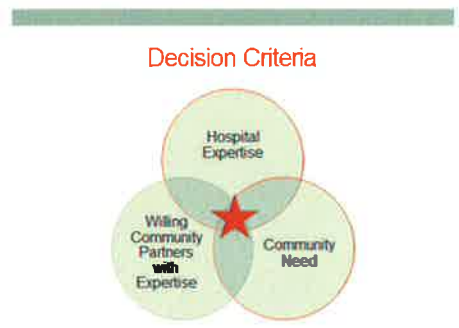 Decision Criteria
Hospital
Expertise
Willing
Community
Partners
with
Expertise
Community
Need